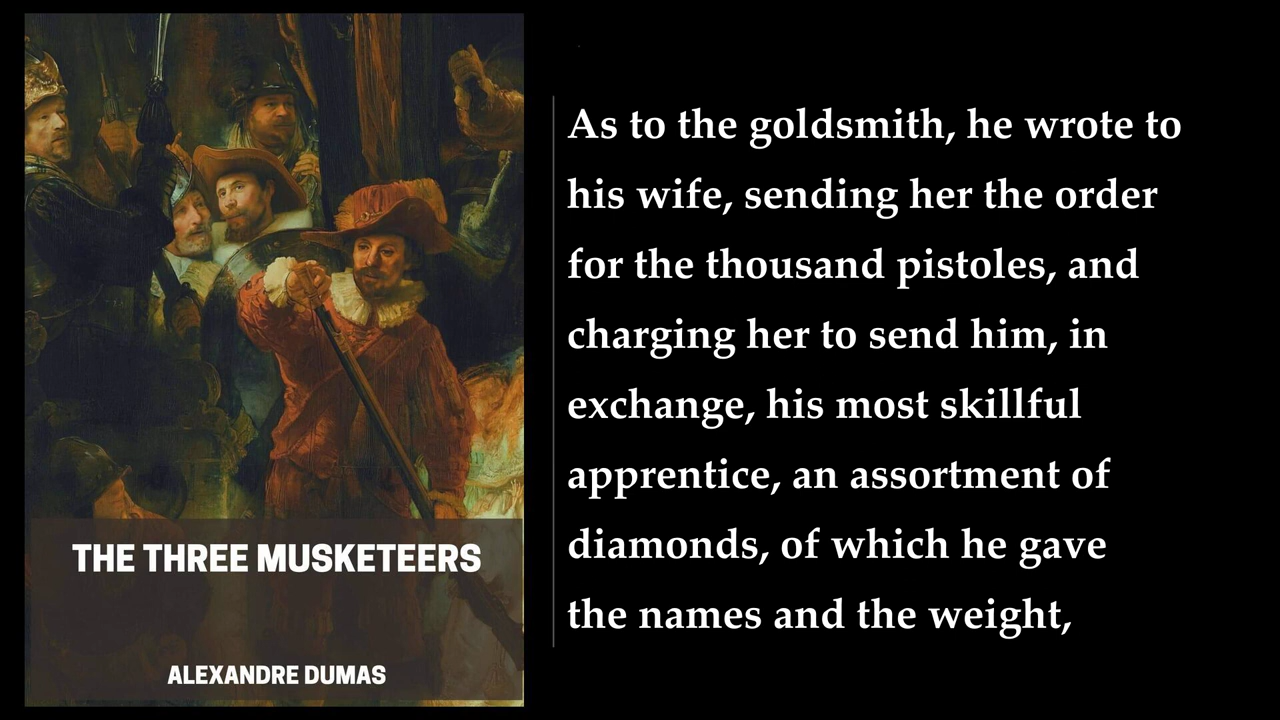 THE THREE MUSKETEERS
ALEXANDRE DUMAS
As to the goldsmith, he wrote to
his wife, sending her the order
for the thousand pistoles, and
charging her to send him, in
exchange, his most skillful
apprentice, an assortment of
diamonds, of which he gave
the names and the weight,